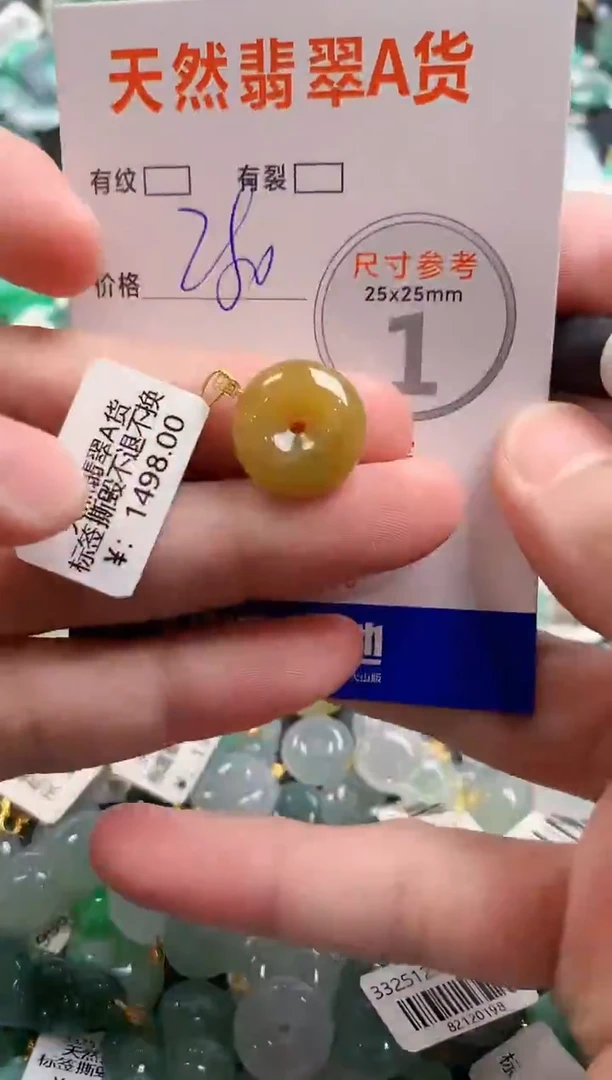 天然翡翠A货
有纹
有裂
价格
280
尺寸参考
25x25mm
1
翡翠A货
标签撕毁不退不换
¥: 1498.00
33251
82120198
天然
标签撕